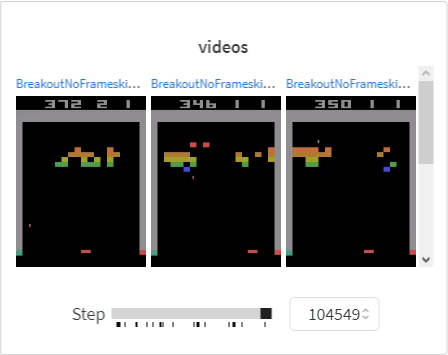 videos
BreakoutNoFrameski... BreakoutNoFrameski... BreakoutNoFrameski...
372 2 1 346 1 1 350 1 1
Step 104549